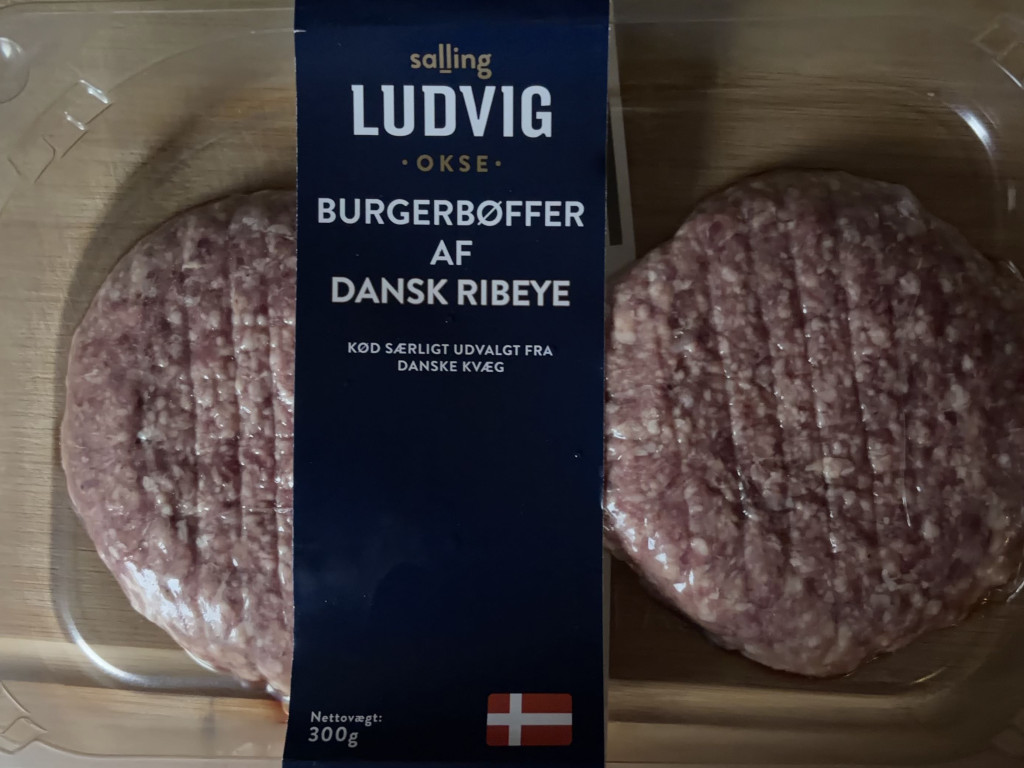 salling
LUDVIG
·OKSE·
BURGERBØFFER
AF
DANSK RIBEYE
KØD SÆRLIGT UDVALGT FRA
DANSKE KVÆG
Nettovægt:
300g